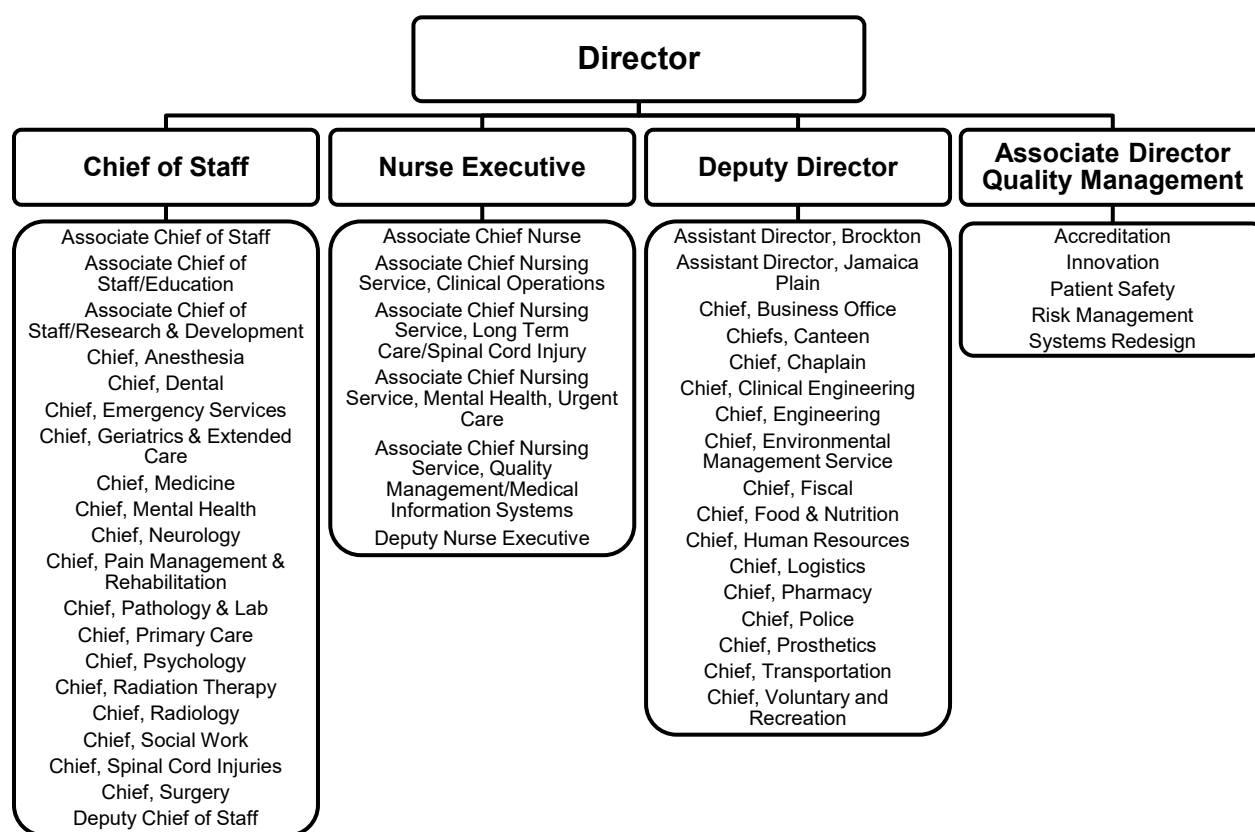 Director
Chief of Staff
Associate Chief of Staff
Associate Chief of
Staff/Education
Associate Chief of
Staff/Research & Development
Chief, Anesthesia
Chief, Dental
Chief, Emergency Services
Chief, Geriatrics & Extended
Care
Chief, Medicine
Chief, Mental Health
Chief, Neurology
Chief, Pain Management &
Rehabilitation
Chief, Pathology & Lab
Chief, Primary Care
Chief, Psychology
Chief, Radiation Therapy
Chief, Radiology
Chief, Social Work
Chief, Spinal Cord Injuries
Chief, Surgery
Deputy Chief of Staff
Nurse Executive
Associate Chief Nurse
Associate Chief Nursing
Service, Clinical Operations
Associate Chief Nursing
Service, Long Term
Care/Spinal Cord Injury
Associate Chief Nursing
Service, Mental Health, Urgent
Care
Associate Chief Nursing
Service, Quality
Management/Medical
Information Systems
Deputy Nurse Executive
Deputy Director
Assistant Director, Brockton
Assistant Director, Jamaica
Plain
Chief, Business Office
Chiefs, Canteen
Chief, Chaplain
Chief, Clinical Engineering
Chief, Engineering
Chief, Environmental
Management Service
Chief, Fiscal
Chief, Food & Nutrition
Chief, Human Resources
Chief, Logistics
Chief, Pharmacy
Chief, Police
Chief, Prosthetics
Chief, Transportation
Chief, Voluntary and
Recreation
Associate Director
Quality Management
Accreditation
Innovation
Patient Safety
Risk Management
Systems Redesign